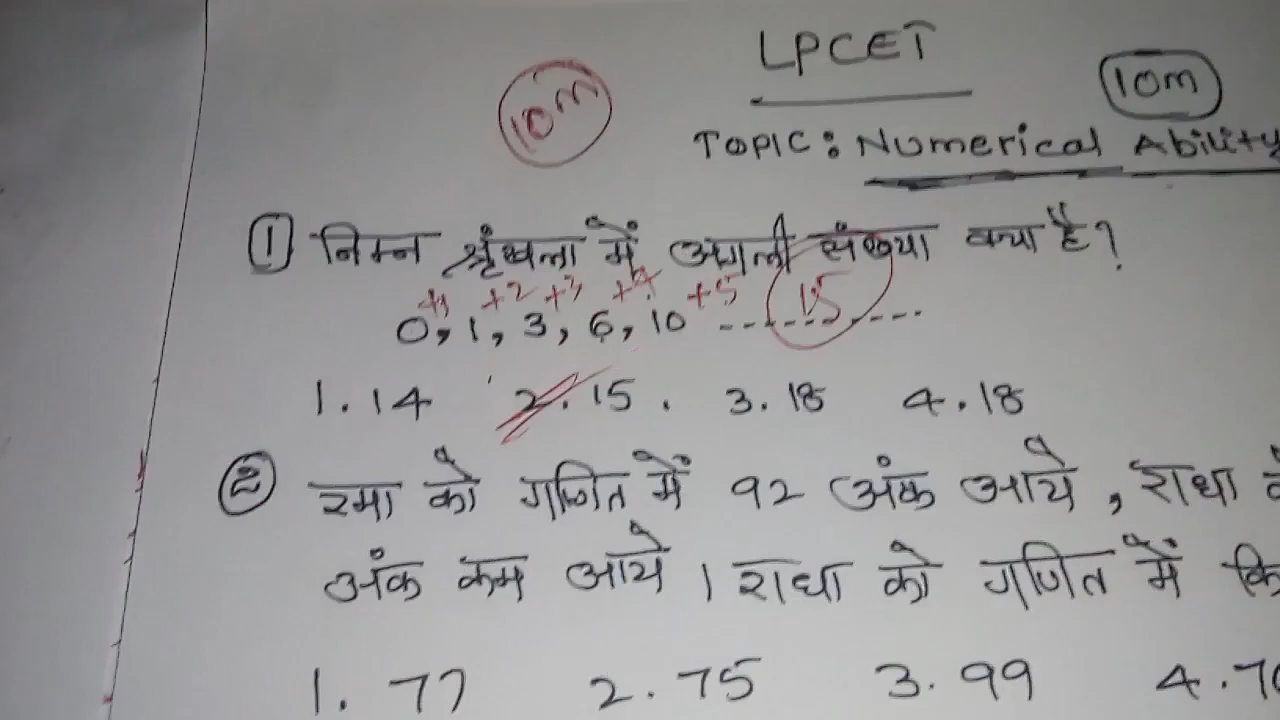 LPCET
10m
10m
TOPIC: Numerical Ability
① निम्न श्रृंखला में अगली संख्या क्या है?
+1 +2 +3 +4 +5 15
0, 1, 3, 6, 10 ---------
1. 14 2. 15. 3. 18 4. 18
② रमा को गणित में 92 अंक आये, राधा
अंक कम आये । राधा को गणित में
1. 77 2. 75 3. 99